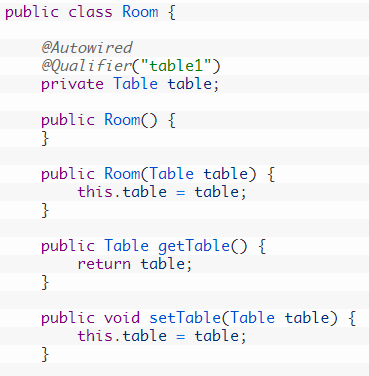 public class Room {
@Autowired
@Qualifier("table1")
private Table table;
public Room() {
}
public Room(Table table) {
this.table = table;
}
public Table getTable() {
return table;
}
public void setTable(Table table) {
this.table = table;
}